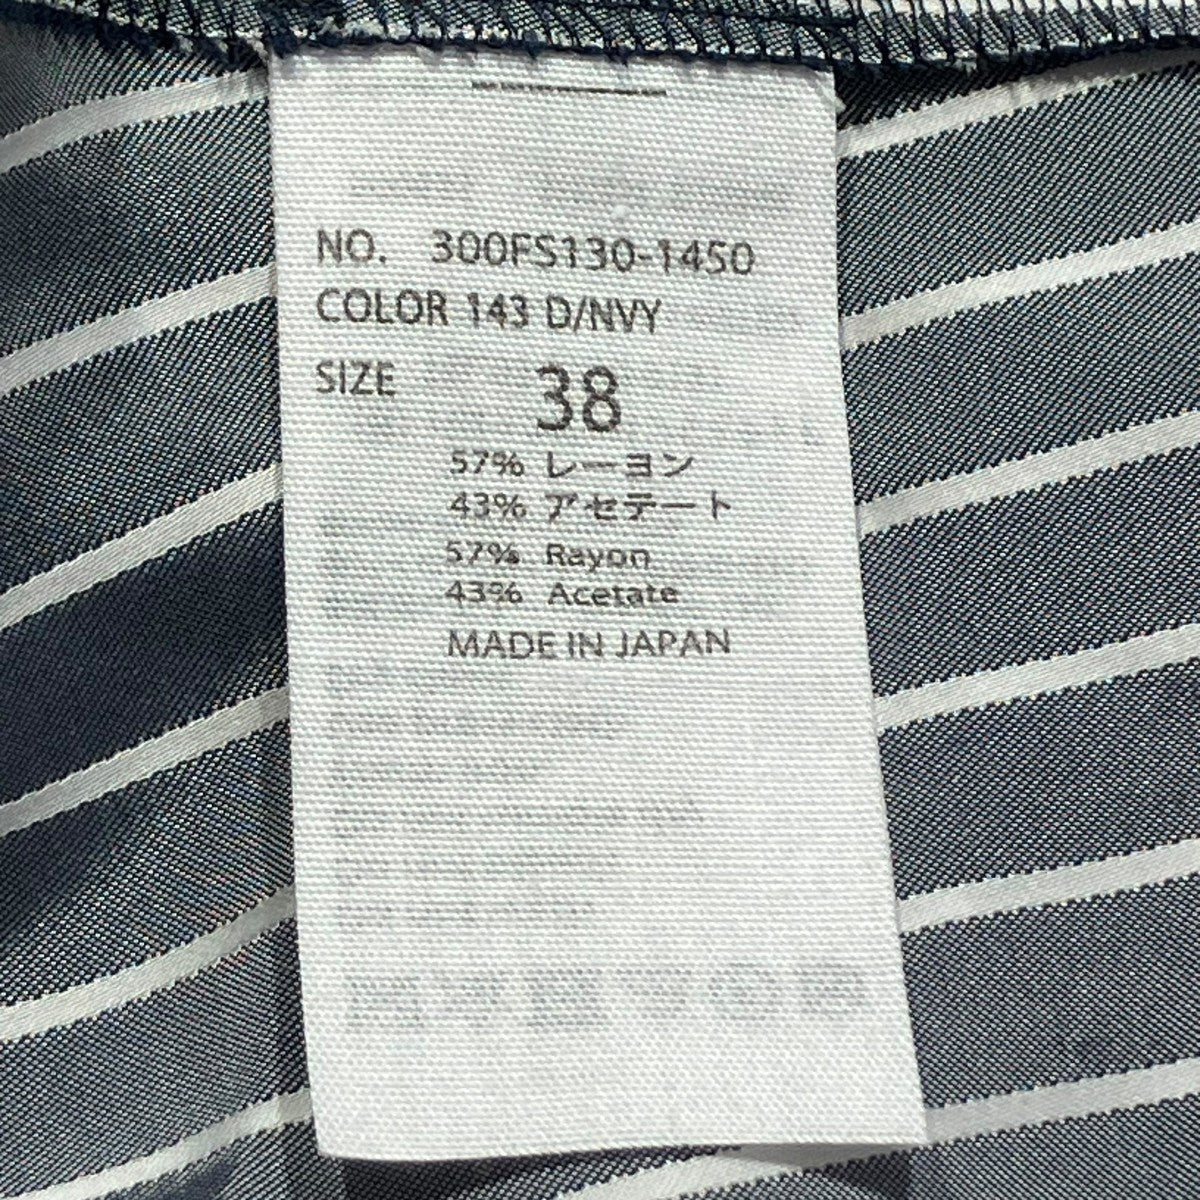 NO. 300FS130-1450
COLOR 143 D/NVY
SIZE 38
57% レーヨン
43% アセテート
57% Rayon
43% Acetate
MADE IN JAPAN